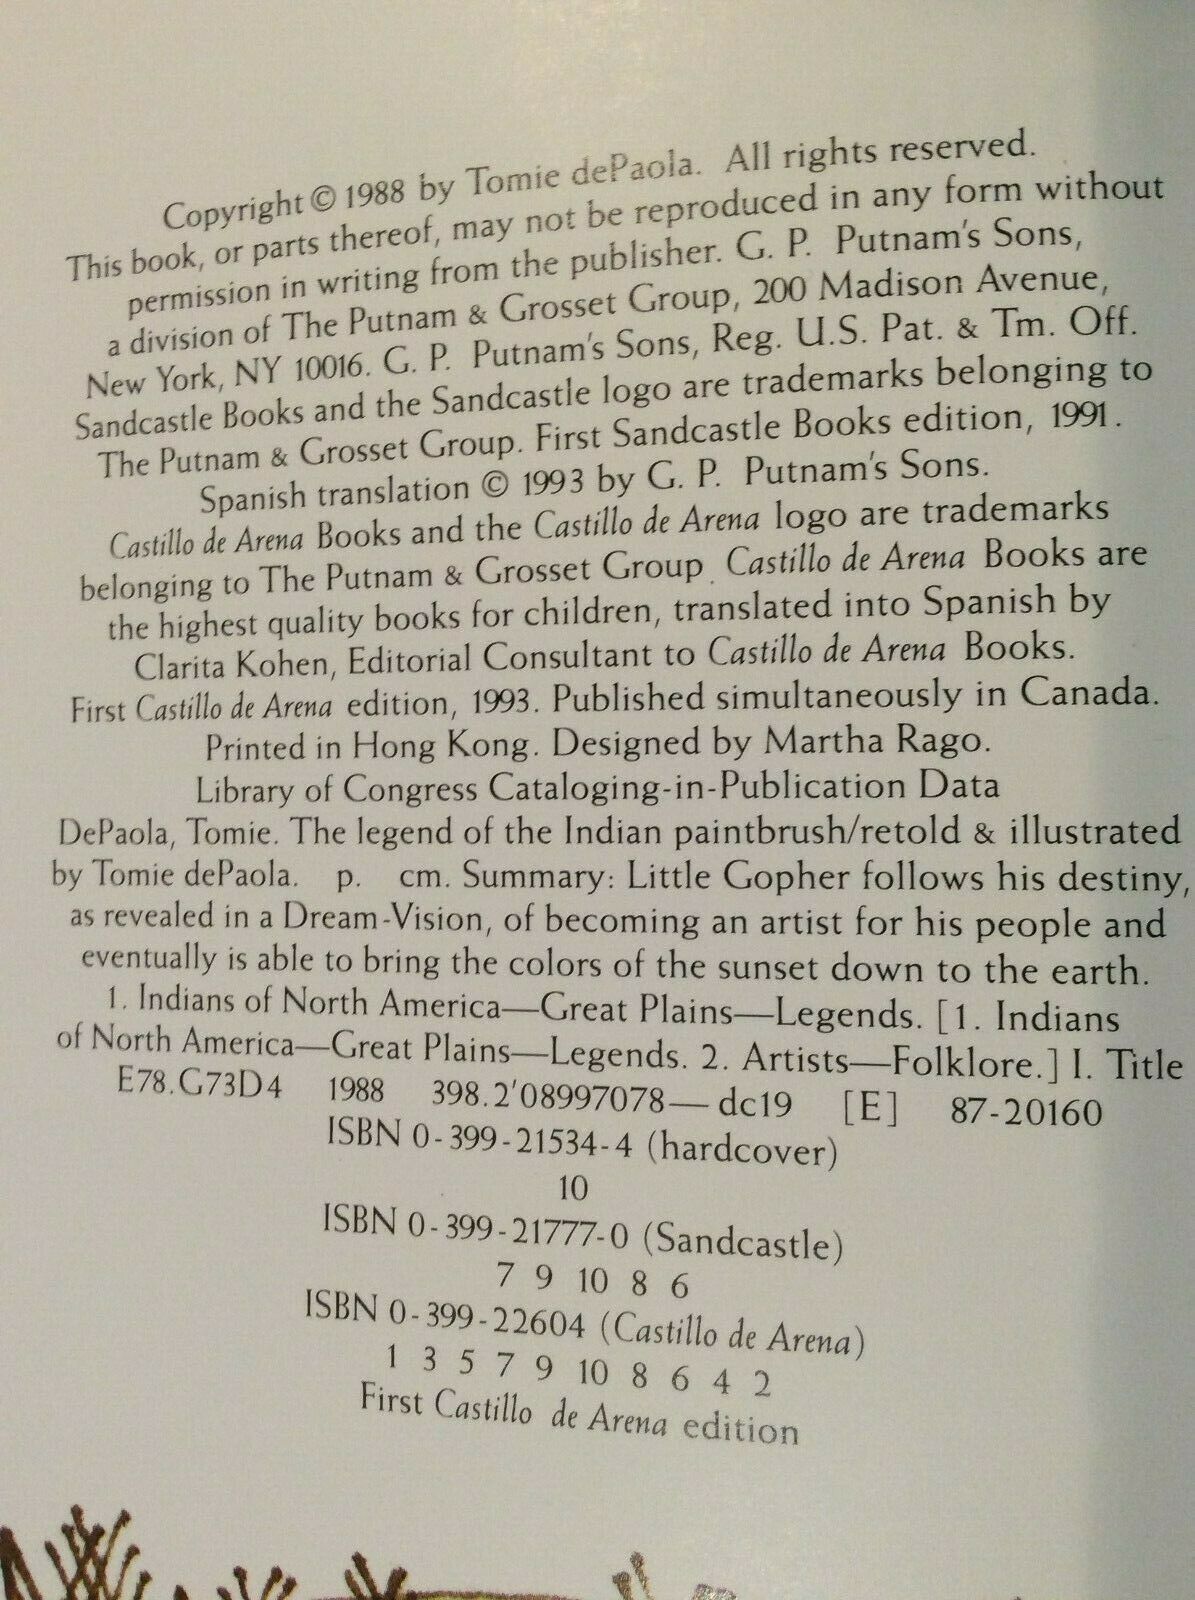 Copyright © 1988 by Tomie dePaola. All rights reserved.
This book, or parts thereof, may not be reproduced in any form without
permission in writing from the publisher. G. P. Putnam's Sons,
a division of The Putnam & Grosset Group, 200 Madison Avenue,
New York, NY 10016. G. P. Putnam's Sons, Reg. U.S. Pat. & Tm. Off.
Sandcastle Books and the Sandcastle logo are trademarks belonging to
The Putnam & Grosset Group. First Sandcastle Books edition, 1991.
Spanish translation © 1993 by G. P. Putnam's Sons.
Castillo de Arena Books and the Castillo de Arena logo are trademarks
belonging to The Putnam & Grosset Group. Castillo de Arena Books are
the highest quality books for children, translated into Spanish by
Clarita Kohen, Editorial Consultant to Castillo de Arena Books.
First Castillo de Arena edition, 1993. Published simultaneously in Canada.
Printed in Hong Kong. Designed by Martha Rago.
Library of Congress Cataloging-in-Publication Data
DePaola, Tomie. The legend of the Indian paintbrush/retold & illustrated
by Tomie dePaola. p. cm. Summary: Little Gopher follows his destiny,
as revealed in a Dream-Vision, of becoming an artist for his people and
eventually is able to bring the colors of the sunset down to the earth.
1. Indians of North America—Great Plains—Legends. [1. Indians
of North America—Great Plains—Legends. 2. Artists—Folklore.] I. Title
E78.G73D4 1988 398.2'08997078—dc19 [E] 87-20160
ISBN 0-399-21534-4 (hardcover)
10
ISBN 0-399-21777-0 (Sandcastle)
7 9 10 8 6
ISBN 0-399-22604 (Castillo de Arena)
1 3 5 7 9 10 8 6 4 2
First Castillo de Arena edition